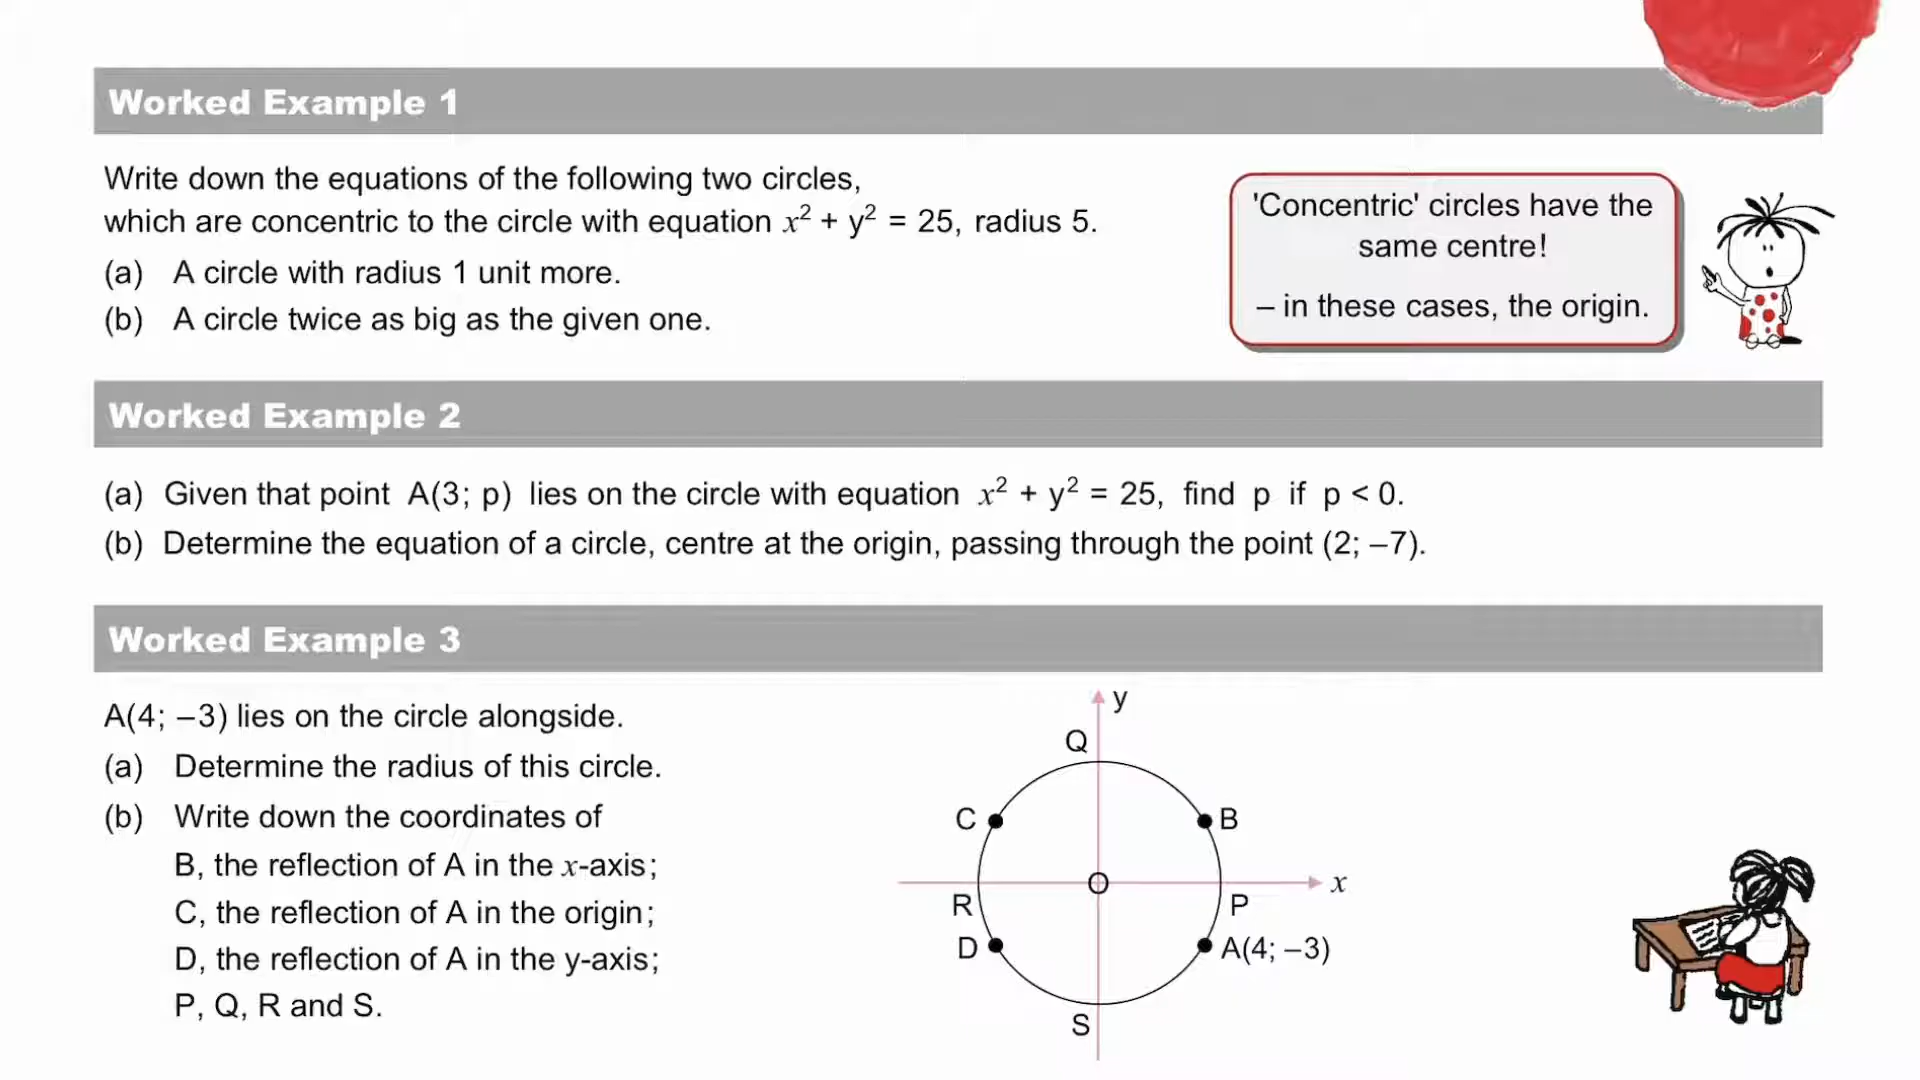 Worked Example 1
Write down the equations of the following two circles,
which are concentric to the circle with equation x² + y² = 25, radius 5.
(a) A circle with radius 1 unit more.
(b) A circle twice as big as the given one.
'Concentric' circles have the
same centre!
– in these cases, the origin.
Worked Example 2
(a) Given that point A(3; p) lies on the circle with equation x² + y² = 25, find p if p < 0.
(b) Determine the equation of a circle, centre at the origin, passing through the point (2; –7).
Worked Example 3
A(4; –3) lies on the circle alongside.
(a) Determine the radius of this circle.
(b) Write down the coordinates of
B, the reflection of A in the x-axis;
C, the reflection of A in the origin;
D, the reflection of A in the y-axis;
P, Q, R and S.
y
Q
C
B
O
x
R
P
D
A(4; –3)
S